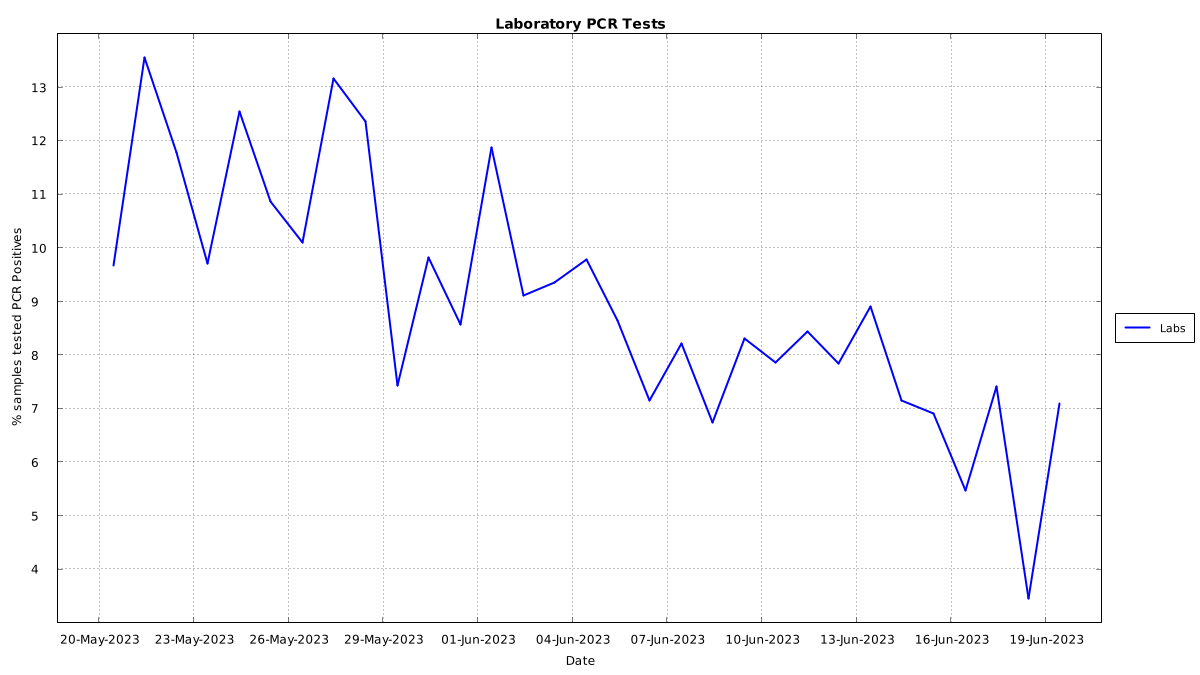 Laboratory PCR Tests
% samples tested PCR Positives
13
12
11
10
9
8
7
6
5
4
Labs
20-May-2023 23-May-2023 26-May-2023 29-May-2023 01-Jun-2023 04-Jun-2023 07-Jun-2023 10-Jun-2023 13-Jun-2023 16-Jun-2023 19-Jun-2023
Date